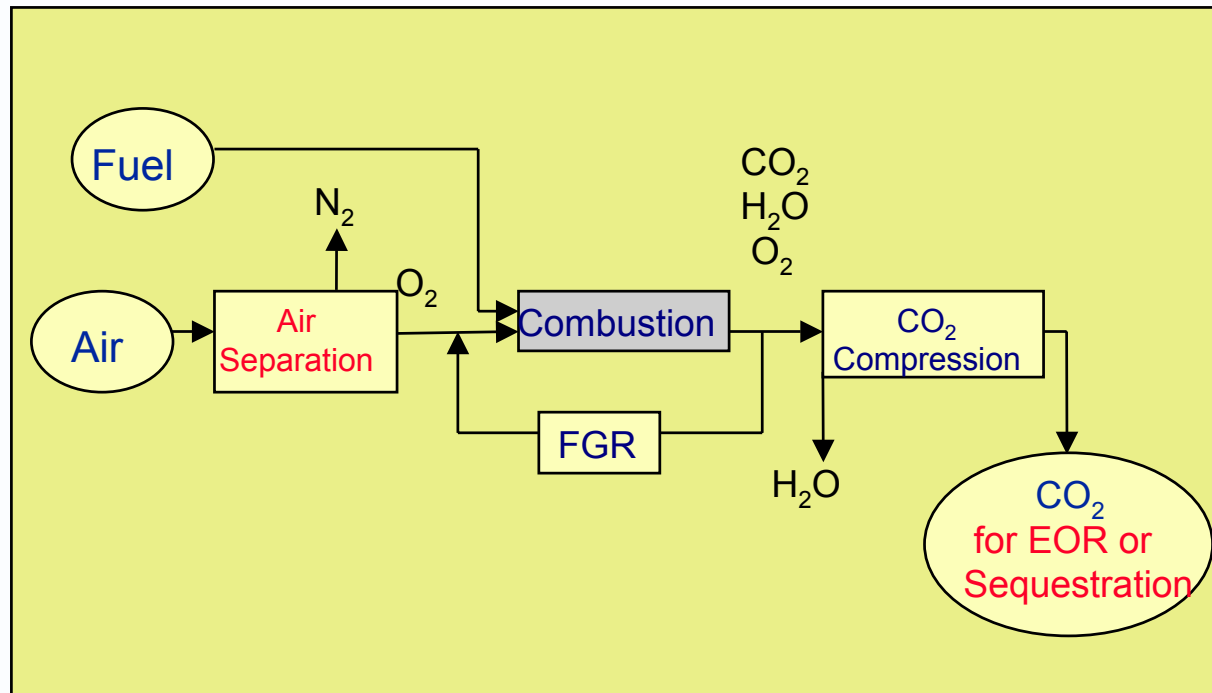 Fuel
CO₂
H₂O
O₂
N₂
O₂
Air
Air
Separation
Combustion
CO₂
Compression
FGR
H₂O
CO₂
for EOR or
Sequestration